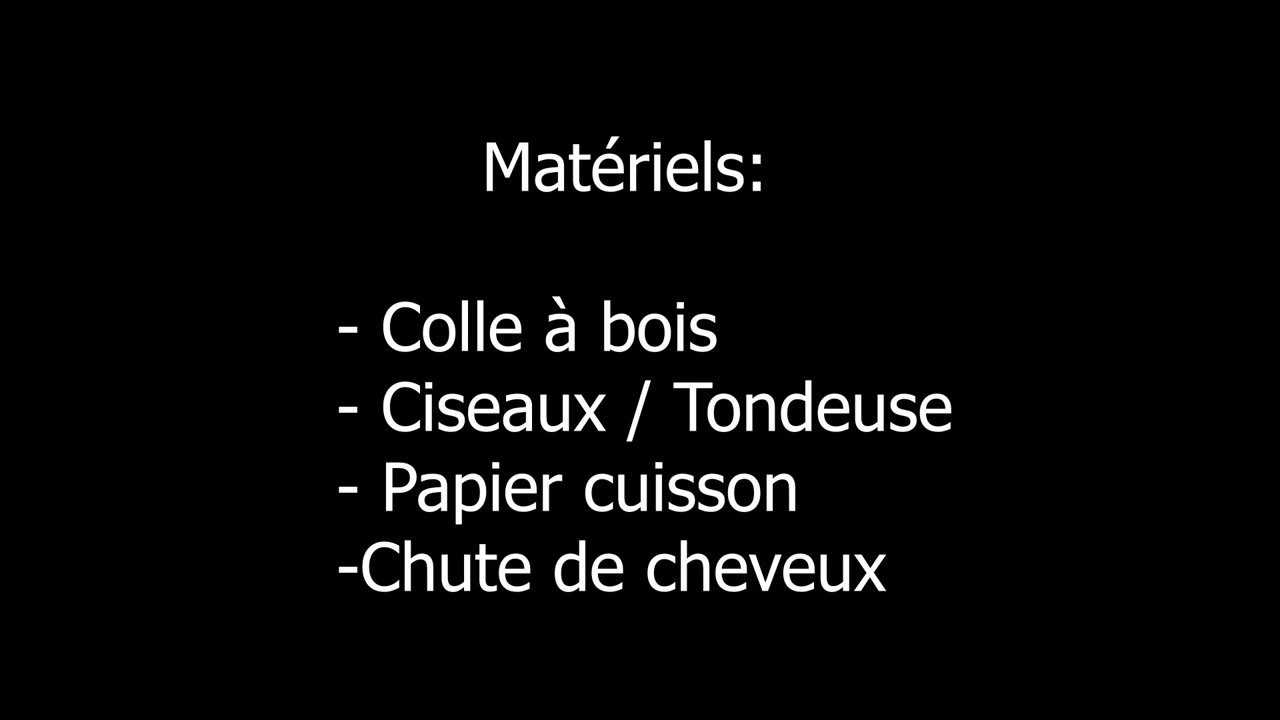 Matériels:
- Colle à bois
- Ciseaux / Tondeuse
- Papier cuisson
-Chute de cheveux